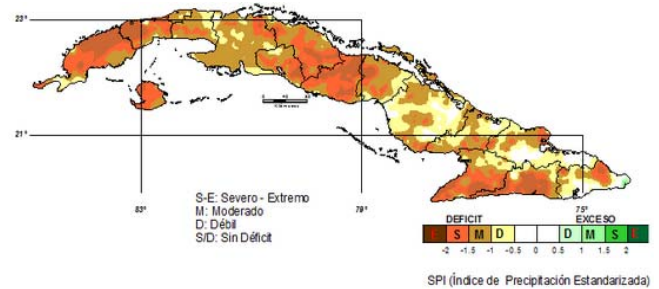 23°
21°
83°
79°
75°
S-E: Severo - Extremo
M: Moderado
D: Débil
S/D: Sin Déficit
DEFICIT EXCESO
E S M D D M S E
-2 -1.5 -1 -0.5 0 0.5 1 1.5 2
SPI (Índice de Precipitación Estandarizada)